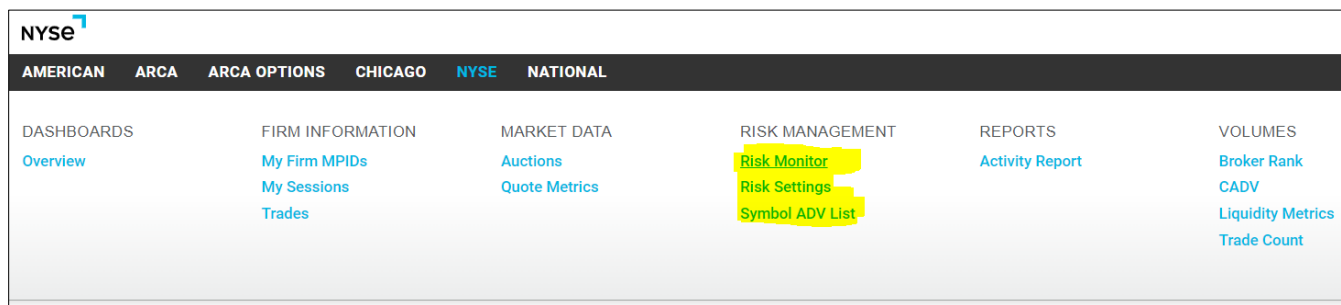 NYSE
AMERICAN ARCA ARCA OPTIONS CHICAGO NYSE NATIONAL
DASHBOARDS FIRM INFORMATION MARKET DATA RISK MANAGEMENT REPORTS VOLUMES
Overview My Firm MPIDs Auctions Risk Monitor Activity Report Broker Rank
My Sessions Quote Metrics Risk Settings CADV
Trades Symbol ADV List Liquidity Metrics
Trade Count